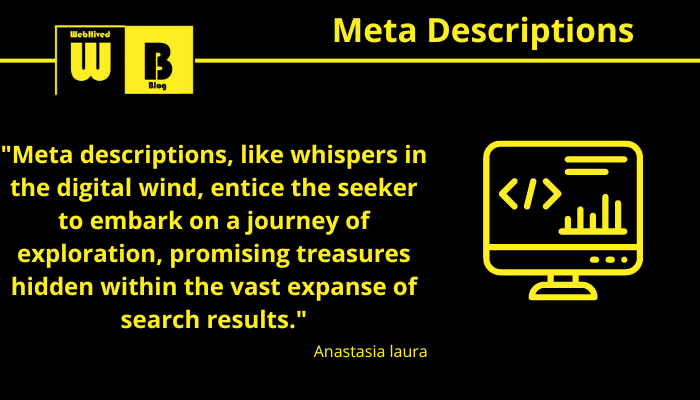 Meta Descriptions
WebHived
W
B
Blog
"Meta descriptions, like whispers in
the digital wind, entice the seeker
to embark on a journey of
exploration, promising treasures
hidden within the vast expanse of
search results."
Anastasia laura